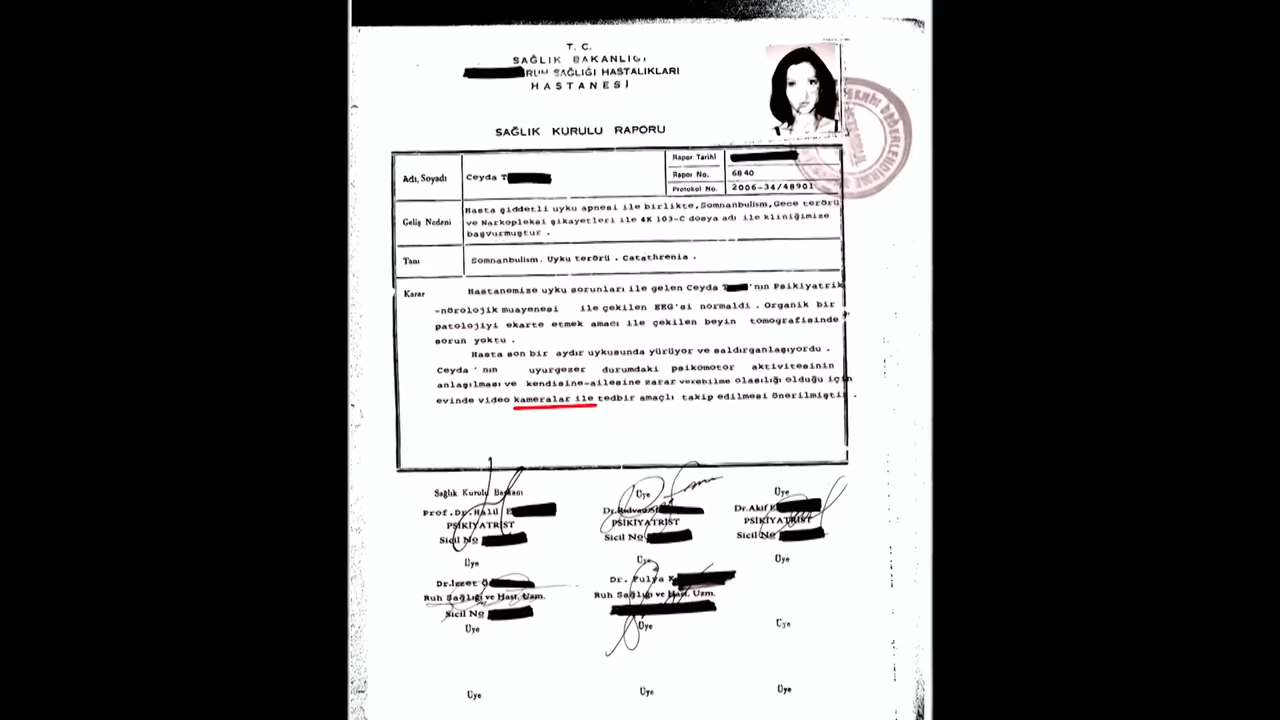 T. C.
SAĞLIK BAKANLIĞI
RUH SAĞLIĞI HASTALIKLARI
HASTANESİ
SAĞLIK KURULU RAPORU
Adı, Soyadı
Ceyda T
Rapor Tarihi
Rapor No. 6840
Protokol No. 2006-34/48901
Geliş Nedeni
Hasta şiddetli uyku apnesi ile birlikte, Somnanbulism, Gece terörü
ve Narkopleksi şikayetleri ile 4K 103-C dosya adı ile kliniğimize
başvurmuştur.
Tanı
Somnanbulism. Uyku terörü. Catathrenia.
Karar
Hastanemize uyku sorunları ile gelen Ceyda T 'nın Psikiyatrik
-nörolojik muayenesi ile çekilen EEG'si normaldi. Organik bir
patolojiyi ekarte etmek amacı ile çekilen beyin tomografisinde
sorun yoktu.
Hasta son bir aydır uykusunda yürüyor ve saldırganlaşıyordu.
Ceyda'nın uyurgezer durumdaki psikomotor aktivitesinin
anlaşılması ve kendisine-ailesine zarar verebilme olasılığı olduğu için
evinde video kameralar ile tedbir amaçlı takip edilmesi önerilmiştir.
Sağlık Kurulu Başkanı
Prof.Dr.Halil E
PSİKİYATRİST
Sicil No
Üye
Dr.Rıdvan
PSİKİYATRİST
Sicil No
Üye
Dr.Akif E
PSİKİYATRİST
Sicil No
Üye
Dr.İzzet Ö
Ruh Sağlığı ve Hast. Uzm.
Sicil No
Üye
Dr. Fulya K
Ruh Sağlığı ve Hast. Uzm.
Üye
Üye
Üye
Üye
Üye
Üye
Üye